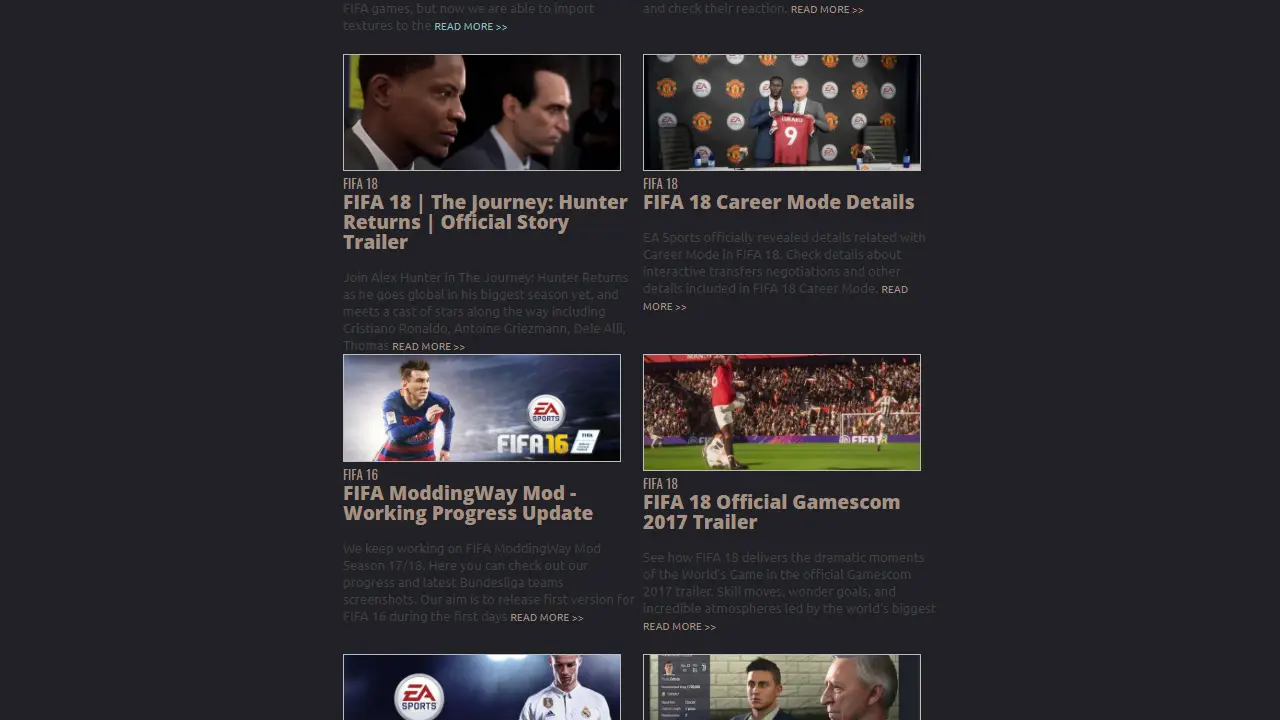 FIFA games, but now we are able to import
textures to the READ MORE >>
and check their reaction. READ MORE >>
FIFA 18
FIFA 18 | The Journey: Hunter
Returns | Official Story
Trailer
Join Alex Hunter in The Journey: Hunter Returns
as he goes global in his biggest season yet, and
meets a cast of stars along the way including
Cristiano Ronaldo, Antoine Griezmann, Dele Alli,
Thomas READ MORE >>
LUKAKU
9
FIFA 18
FIFA 18 Career Mode Details
EA Sports officially revealed details related with
Career Mode in FIFA 18. Check details about
interactive transfers negotiations and other
details included in FIFA 18 Career Mode. READ
MORE >>
EA
SPORTS
FIFA 16
FIFA 16
FIFA ModdingWay Mod -
Working Progress Update
We keep working on FIFA ModdingWay Mod
Season 17/18. Here you can check out our
progress and latest Bundesliga teams
screenshots. Our aim is to release first version for
FIFA 16 during the first days READ MORE >>
FIFA 18
FIFA 18 Official Gamescom
2017 Trailer
See how FIFA 18 delivers the dramatic moments
of the World's Game in the official Gamescom
2017 trailer. Skill moves, wonder goals, and
incredible atmospheres led by the world's biggest
READ MORE >>
EA
SPORTS